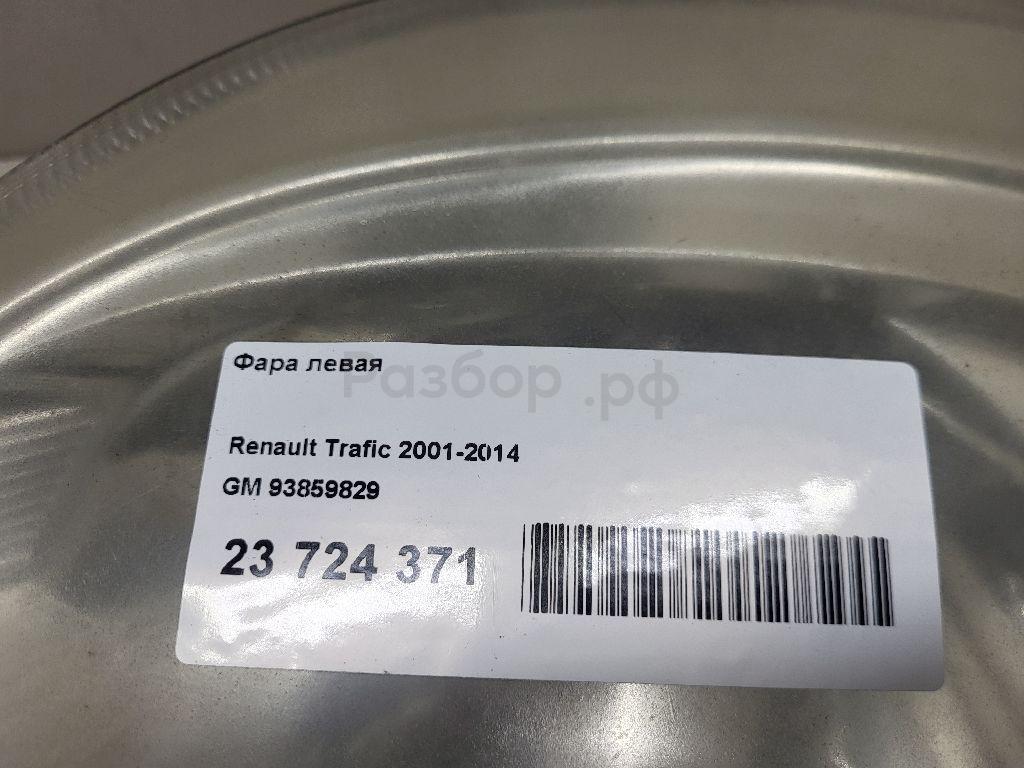 Фара левая
Разбор.рф
Renault Trafic 2001-2014
GM 93859829
23 724 371